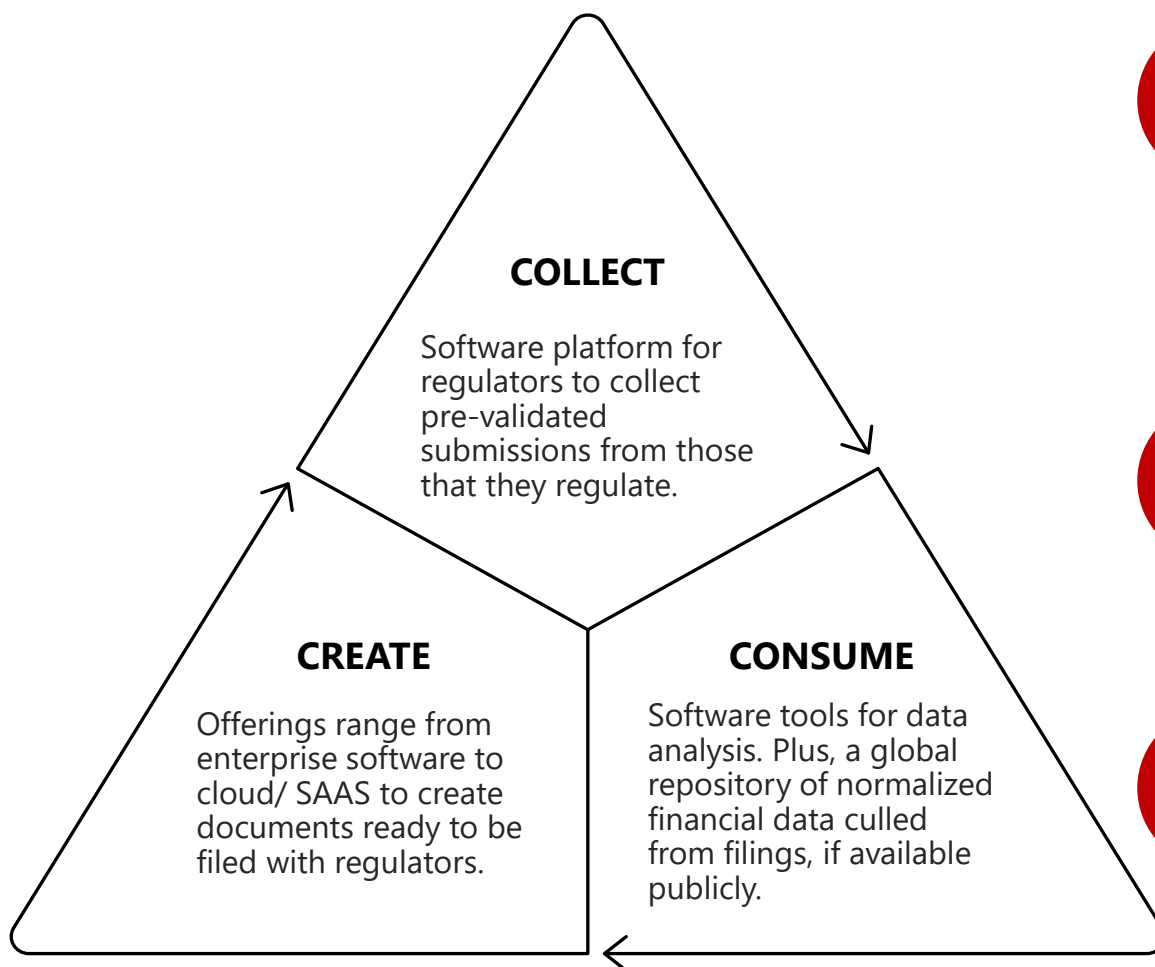 COLLECT
Software platform for
regulators to collect
pre-validated
submissions from those
that they regulate.
CREATE
Offerings range from
enterprise software to
cloud/ SAAS to create
documents ready to be
filed with regulators.
CONSUME
Software tools for data
analysis. Plus, a global
repository of normalized
financial data culled
from filings, if available
publicly.